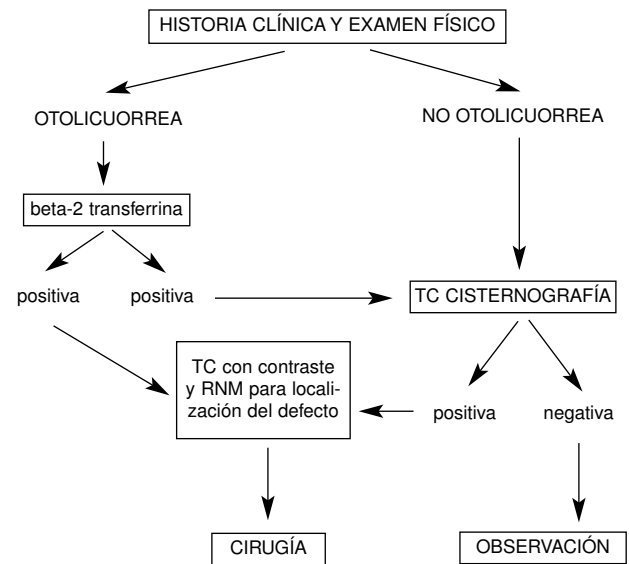 HISTORIA CLÍNICA Y EXAMEN FÍSICO
OTOLICUORREA
NO OTOLICUORREA
beta-2 transferrina
positiva
positiva
TC CISTERNOGRAFÍA
TC con contraste
y RNM para locali-
zación del defecto
positiva
negativa
CIRUGÍA
OBSERVACIÓN